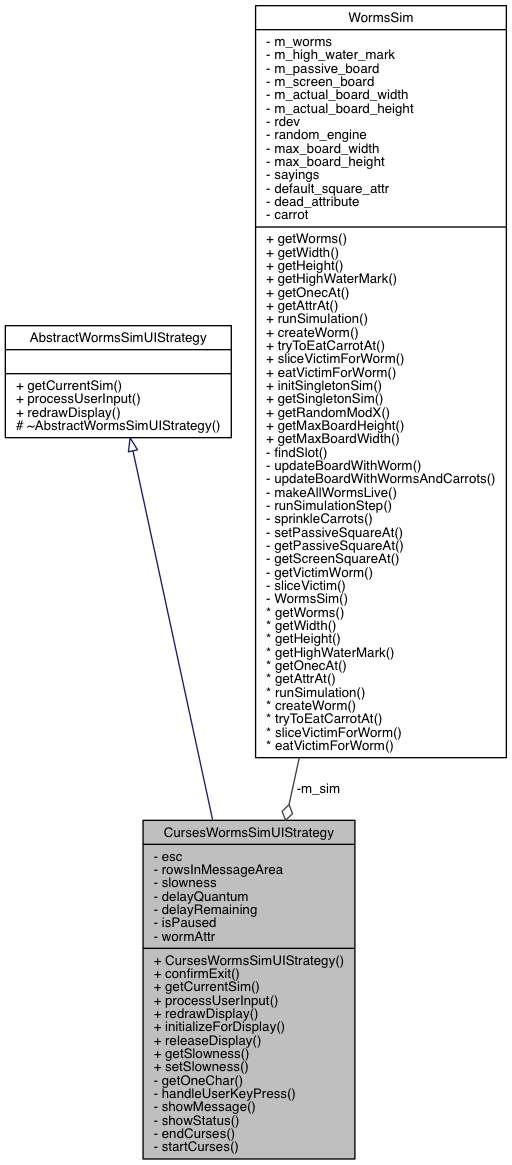 WormsSim
- m_worms
- m_high_water_mark
- m_passive_board
- m_screen_board
- m_actual_board_width
- m_actual_board_height
- rdev
- random_engine
- max_board_width
- max_board_height
- sayings
- default_square_attr
- dead_attribute
- carrot
+ getWorms()
+ getWidth()
+ getHeight()
+ getHighWaterMark()
+ getOnecAt()
+ getAttrAt()
+ runSimulation()
+ createWorm()
+ tryToEatCarrotAt()
+ sliceVictimForWorm()
+ eatVictimForWorm()
+ initSingletonSim()
+ getSingletonSim()
+ getRandomModX()
+ getMaxBoardHeight()
+ getMaxBoardWidth()
- findSlot()
- updateBoardWithWorm()
- updateBoardWithWormsAndCarrots()
- makeAllWormsLive()
- runSimulationStep()
- sprinkleCarrots()
- setPassiveSquareAt()
- getPassiveSquareAt()
- getScreenSquareAt()
- getVictimWorm()
- sliceVictim()
- WormsSim()
* getWorms()
* getWidth()
* getHeight()
* getHighWaterMark()
* getOnecAt()
* getAttrAt()
* runSimulation()
* createWorm()
* tryToEatCarrotAt()
* sliceVictimForWorm()
* eatVictimForWorm()
AbstractWormsSimUIStrategy
+ getCurrentSim()
+ processUserInput()
+ redrawDisplay()
# ~AbstractWormsSimUIStrategy()
-m_sim
CursesWormsSimUIStrategy
- esc
- rowsInMessageArea
- slowness
- delayQuantum
- delayRemaining
- isPaused
- wormAttr
+ CursesWormsSimUIStrategy()
+ confirmExit()
+ getCurrentSim()
+ processUserInput()
+ redrawDisplay()
+ initializeForDisplay()
+ releaseDisplay()
+ getSlowness()
+ setSlowness()
- getOneChar()
- handleUserKeyPress()
- showMessage()
- showStatus()
- endCurses()
- startCurses()